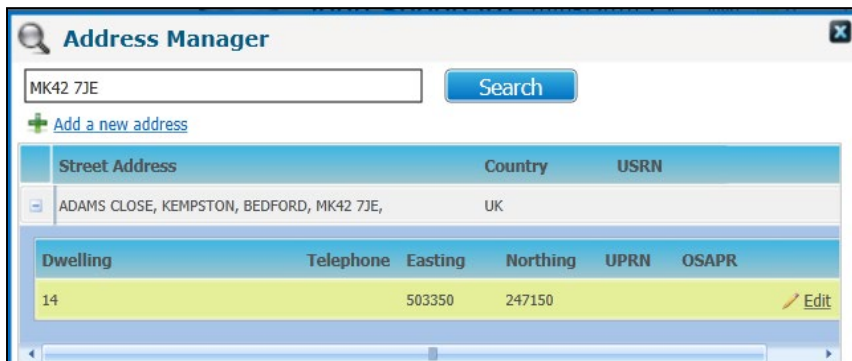 Address Manager
MK42 7JE
Search
Add a new address
Street Address Country USRN
ADAMS CLOSE, KEMPSTON, BEDFORD, MK42 7JE, UK
Dwelling Telephone Easting Northing UPRN OSAPR
14 503350 247150 Edit